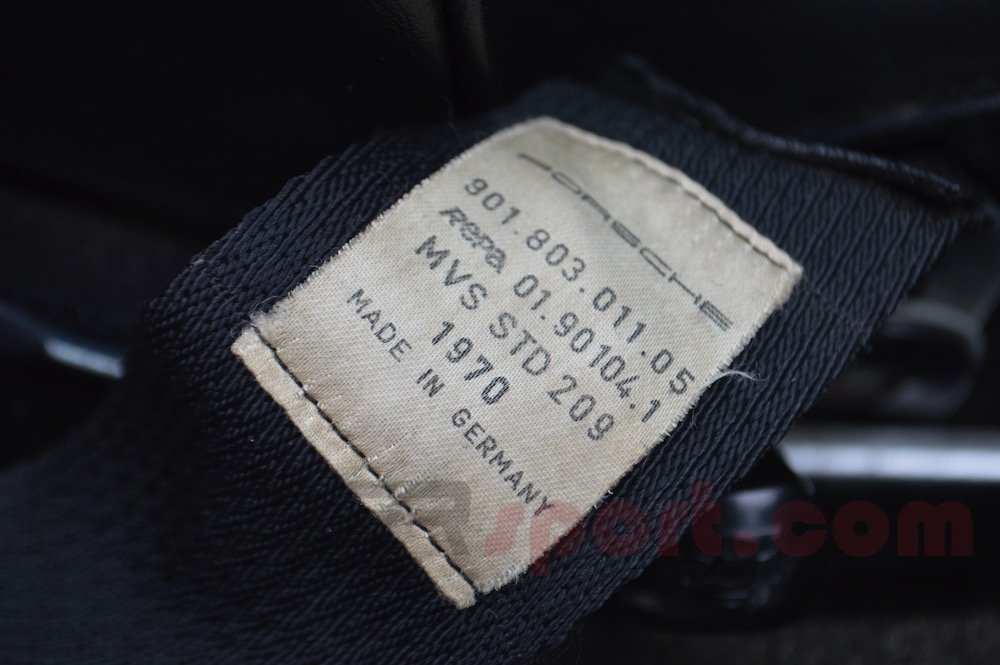 PORSCHE
901.803.011.05
Repa 01.90104.1
MVS STD 209
1970
MADE IN GERMANY
sport.com